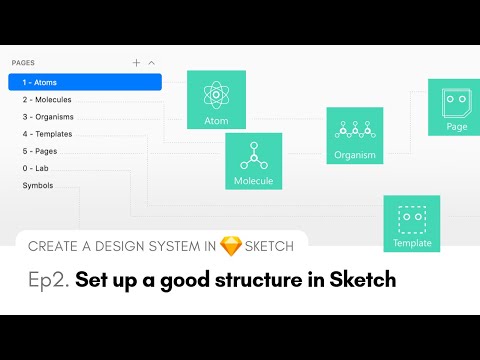 PAGES
1 - Atoms
2 - Molecules
3 - Organisms
4 - Templates
5 - Pages
0 - Lab
Symbols
Atom
Molecule
Organism
Page
Template
CREATE A DESIGN SYSTEM IN SKETCH
Ep2. Set up a good structure in Sketch